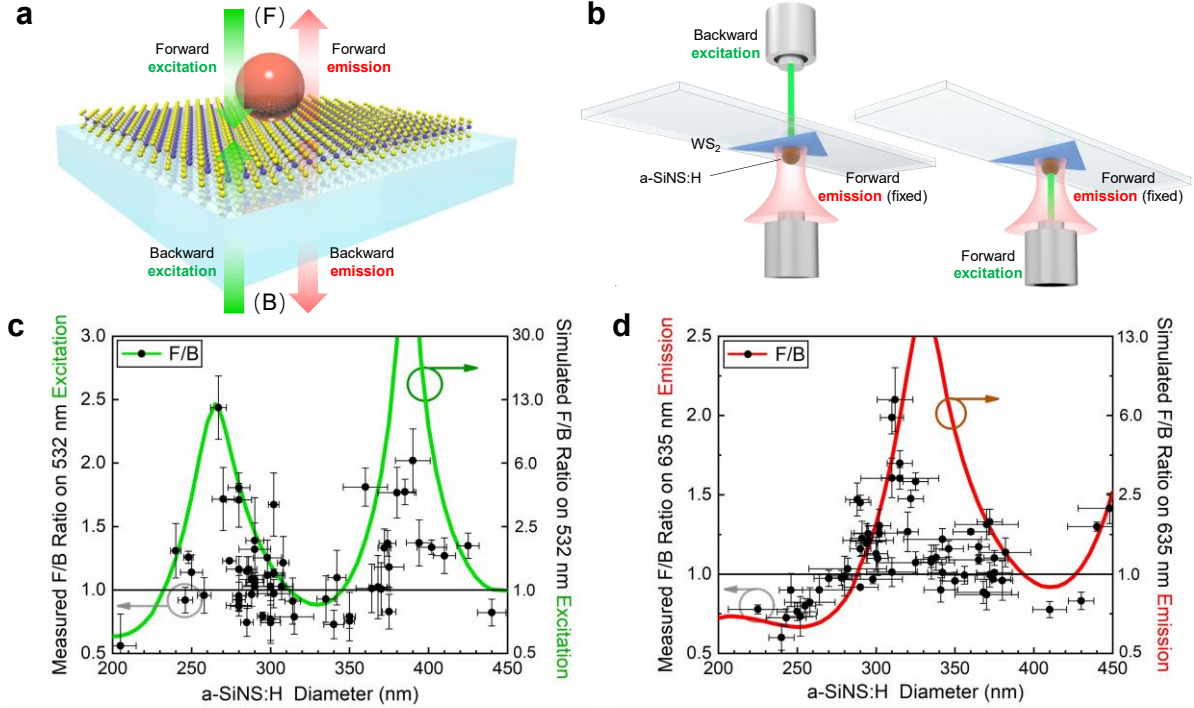 a
(F)
Forward
excitation
Forward
emission
Backward
excitation
Backward
emission
(B)
b
Backward
excitation
WS2
a-SiNS:H
Forward
emission (fixed)
Forward
emission (fixed)
Forward
excitation
c
Measured F/B Ratio on 532 nm Excitation
3.0
2.5
2.0
1.5
1.0
0.5
F/B
30.0
13.0
6.0
2.5
1.0
0.5
Simulated F/B Ratio on 532 nm Excitation
200 250 300 350 400 450
a-SiNS:H Diameter (nm)
d
Measured F/B Ratio on 635 nm Emission
2.5
2.0
1.5
1.0
0.5
F/B
13.0
6.0
2.5
1.0
0.5
Simulated F/B Ratio on 635 nm Emission
200 250 300 350 400 450
a-SiNS:H Diameter (nm)